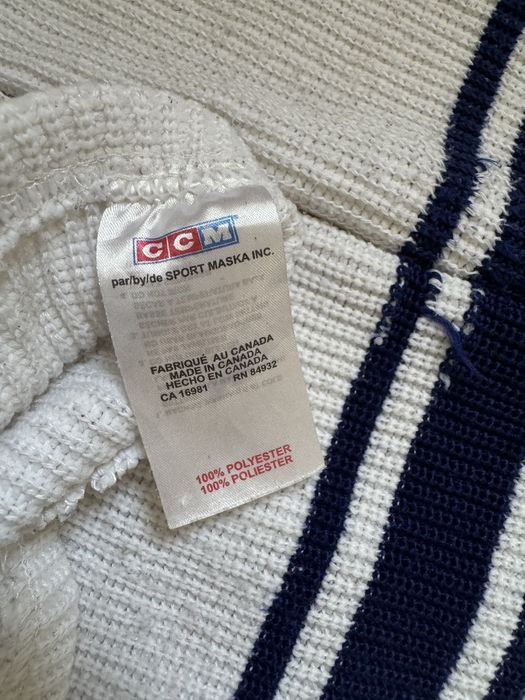 CCM™
par/by/de SPORT MASKA INC.
FABRIQUÉ AU CANADA
MADE IN CANADA
HECHO EN CANADA
CA 16981 RN 84932
100% POLYESTER
100% POLIESTER